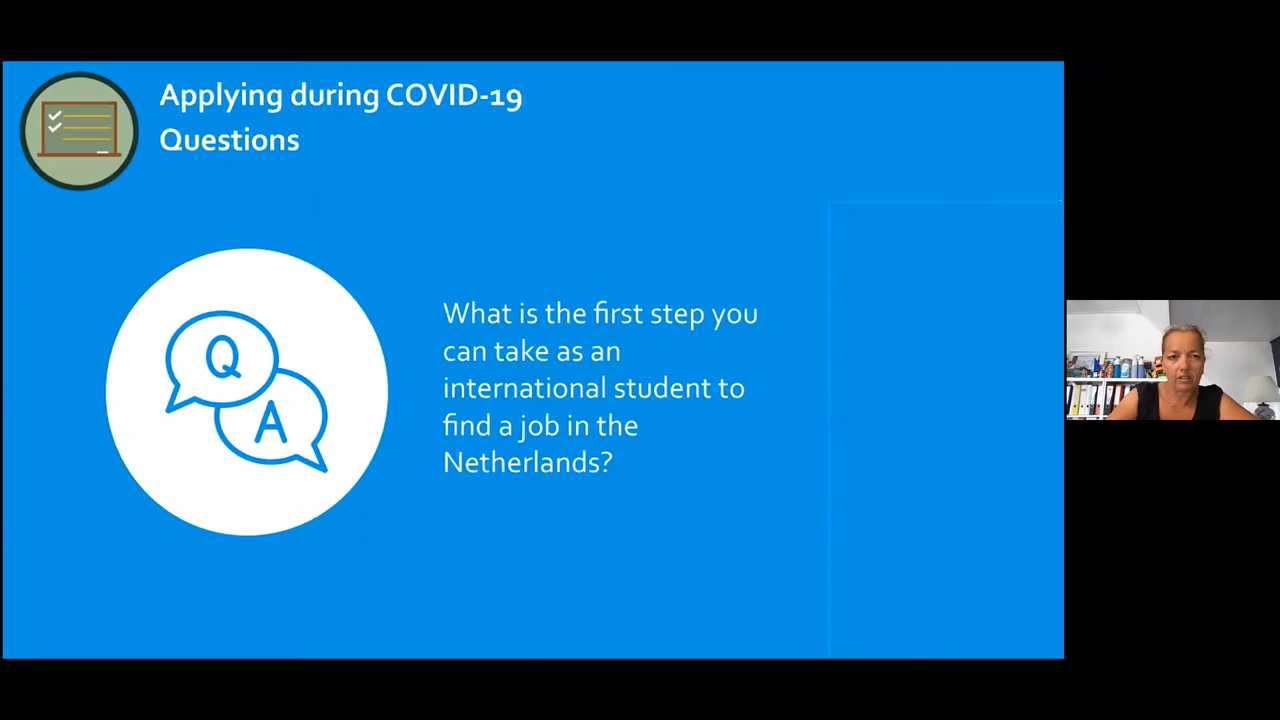 Applying during COVID-19
Questions
Q
A
What is the first step you
can take as an
international student to
find a job in the
Netherlands?